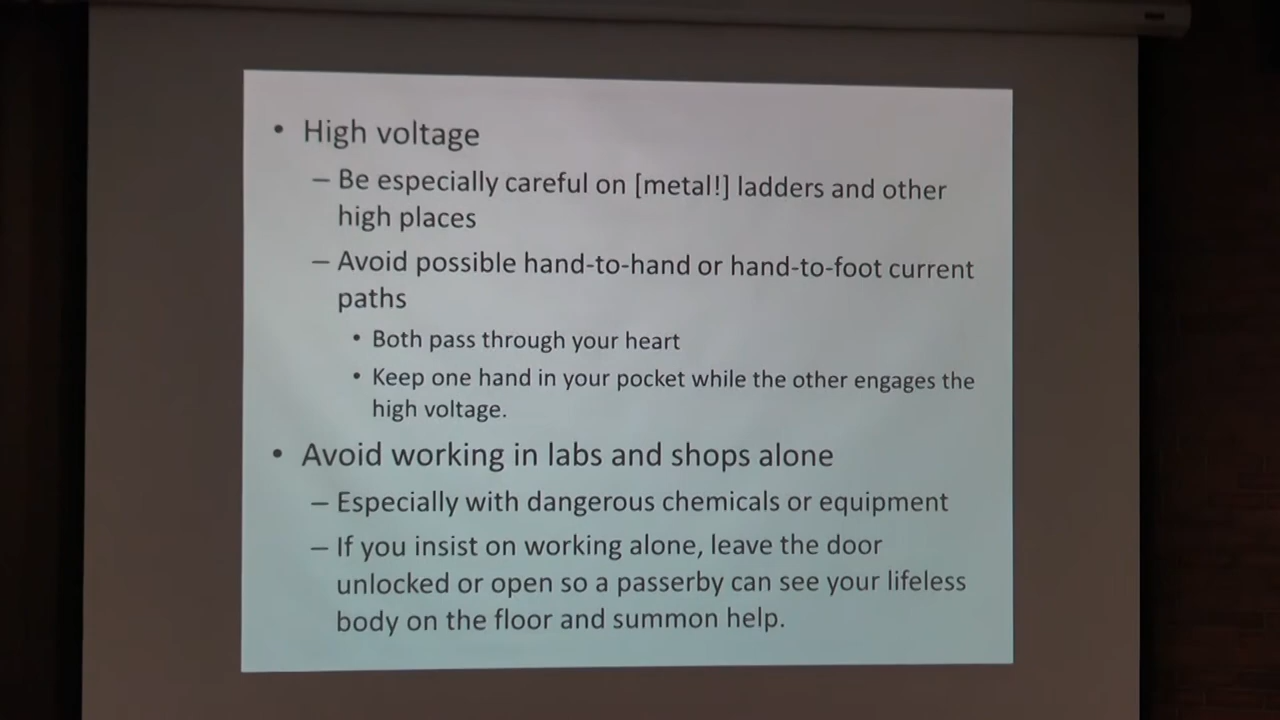 • High voltage
– Be especially careful on [metal!] ladders and other
high places
– Avoid possible hand-to-hand or hand-to-foot current
paths
• Both pass through your heart
• Keep one hand in your pocket while the other engages the
high voltage.
• Avoid working in labs and shops alone
– Especially with dangerous chemicals or equipment
– If you insist on working alone, leave the door
unlocked or open so a passerby can see your lifeless
body on the floor and summon help.